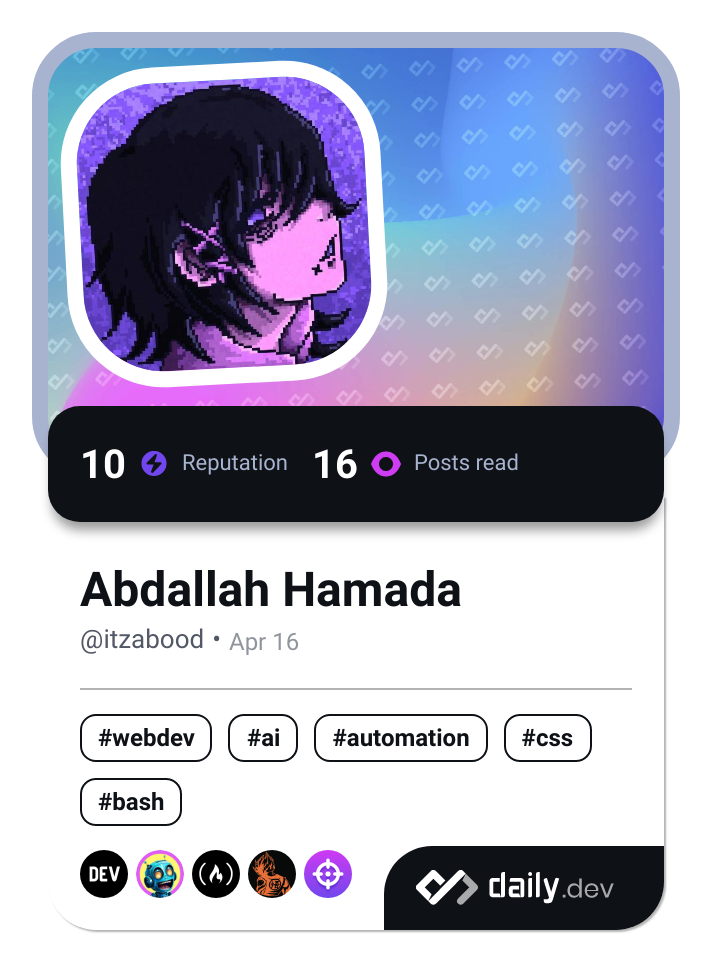 10 Reputation 16 Posts read
Abdallah Hamada
@itzabood • Apr 16
#webdev #ai #automation #css
#bash
DEV
daily.dev